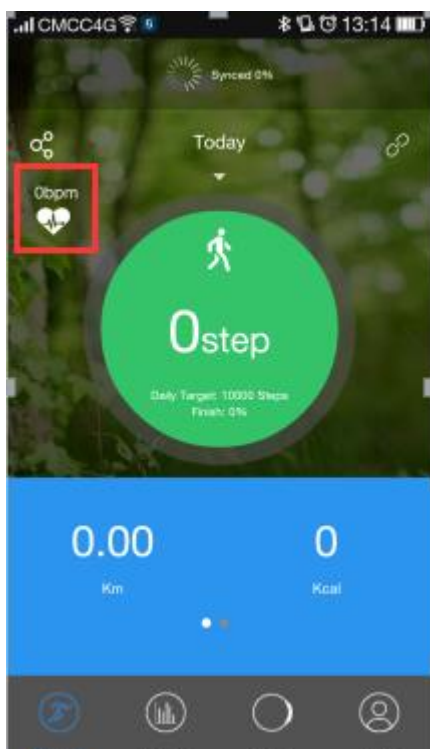 CMCC4G 13:14
Synced 0%
Today
0bpm
0step
Daily Target: 10000 Steps
Finish: 0%
0.00 0
Km Kcal